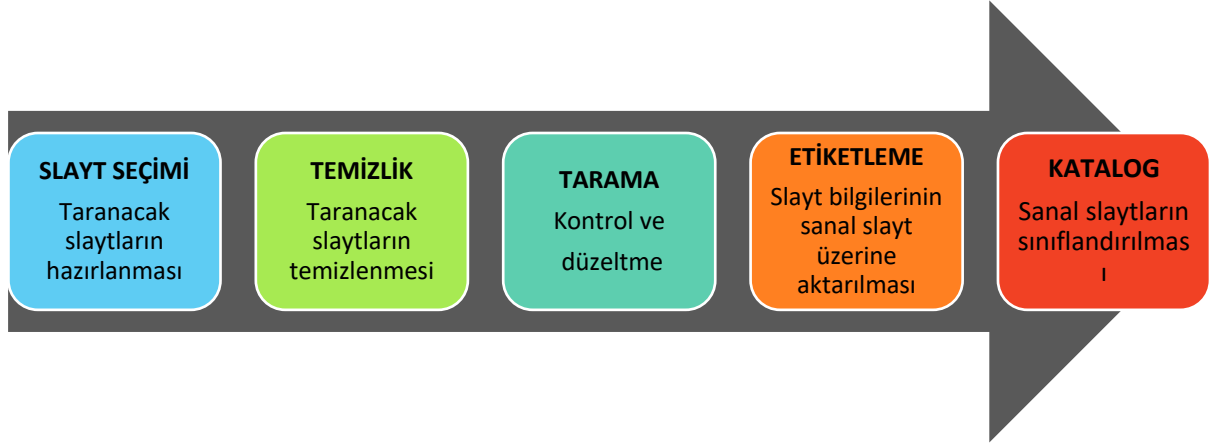 SLAYT SEÇİMİ
Taranacak
slaytların
hazırlanması
TEMİZLİK
Taranacak
slaytların
temizlenmesi
TARAMA
Kontrol ve
düzeltme
ETİKETLEME
Slayt bilgilerinin
sanal slayt
üzerine
aktarılması
KATALOG
Sanal slaytların
sınıflandırılmas
ı